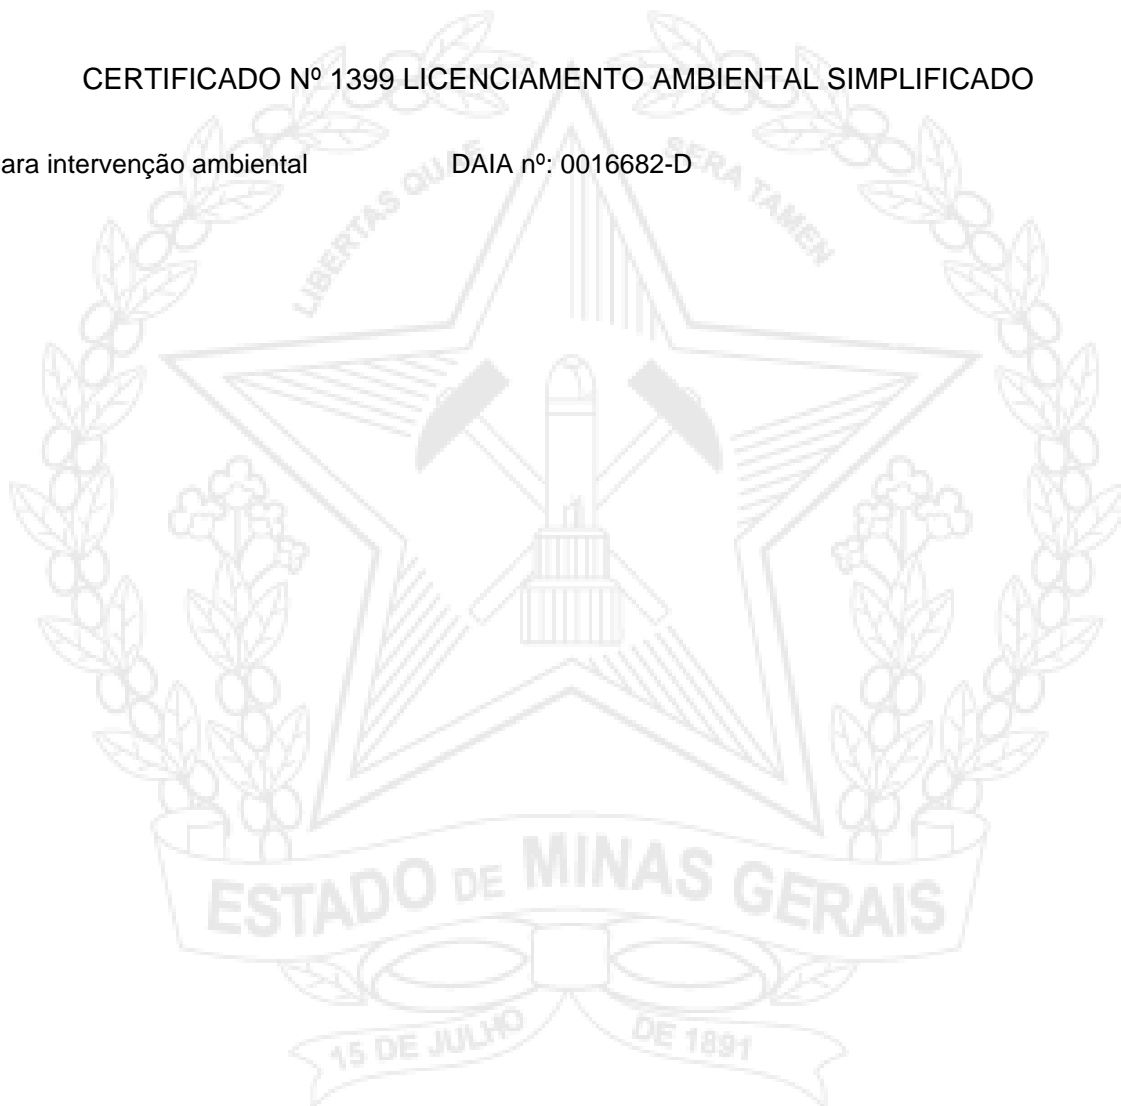 CERTIFICADO Nº 1399 LICENCIAMENTO AMBIENTAL SIMPLIFICADO
ara intervenção ambiental DAIA nº: 0016682-D
LIBERTAS QUÆ SERA TAMEN
ESTADO DE MINAS GERAIS
15 DE JULHO DE 1891